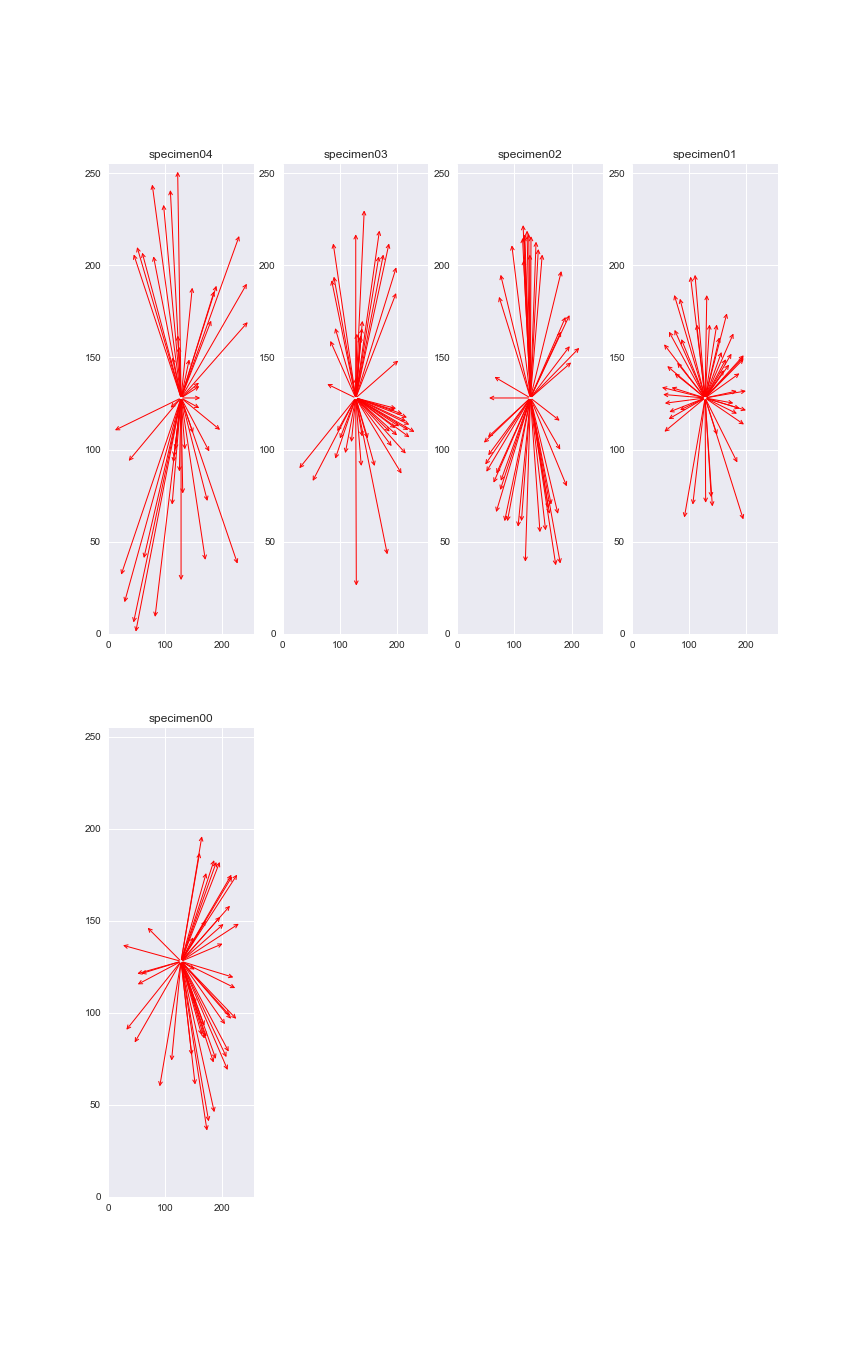 specimen04 specimen03 specimen02 specimen01
250 250 250 250
200 200 200 200
150 150 150 150
100 100 100 100
50 50 50 50
0 0 0 0
0 100 200 0 100 200 0 100 200 0 100 200
specimen00
250
200
150
100
50
0
0 100 200